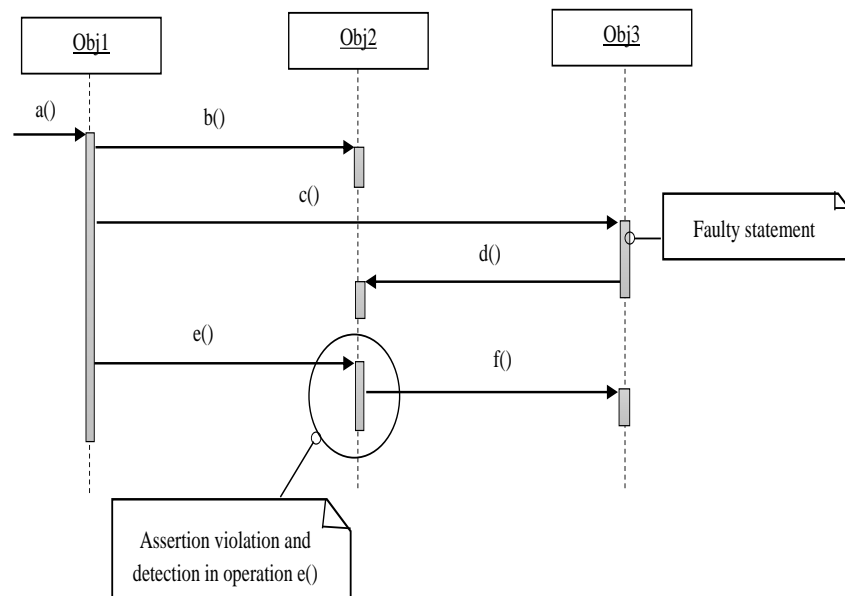 Obj1
Obj2
Obj3
a()
b()
c()
Faulty statement
d()
e()
f()
Assertion violation and
detection in operation e()